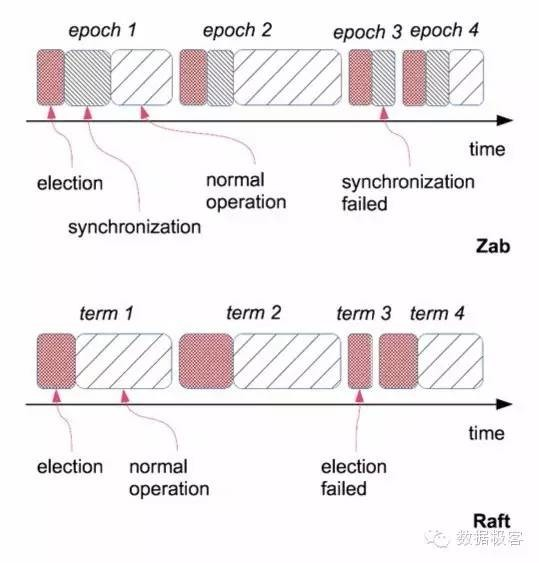 epoch 1 epoch 2 epoch 3 epoch 4
time
election
normal
operation
synchronization
failed
synchronization
Zab
term 1 term 2 term 3 term 4
time
election
normal
operation
election
failed
Raft
数据极客